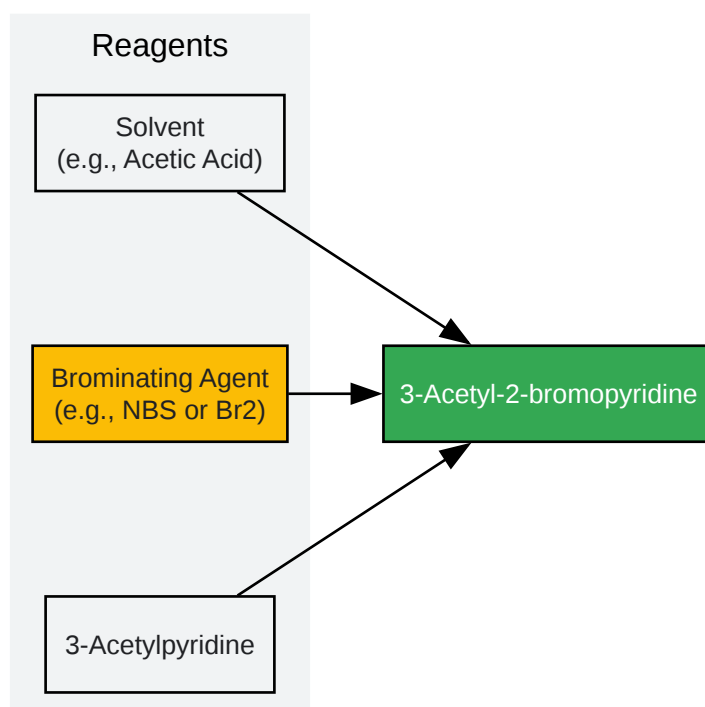 Reagents
Solvent
(e.g., Acetic Acid)
Brominating Agent
(e.g., NBS or Br2)
3-Acetyl-2-bromopyridine
3-Acetylpyridine